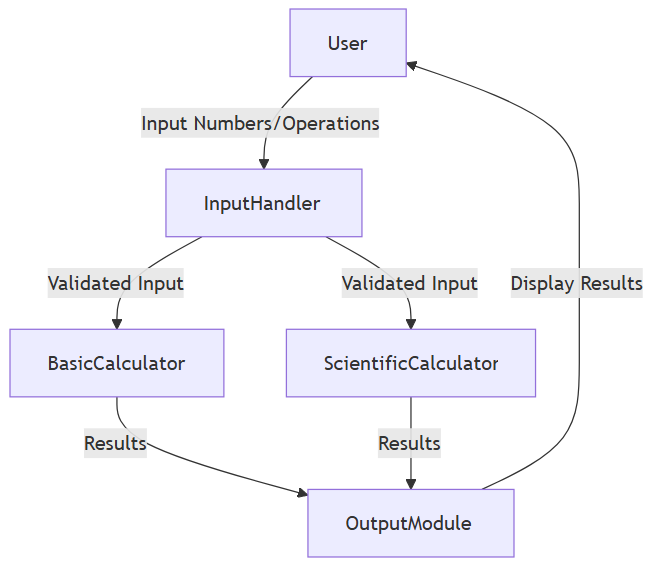 User
Input Numbers/Operations
InputHandler
Validated Input
Validated Input
Display Results
BasicCalculator
ScientificCalculator
Results
Results
OutputModule